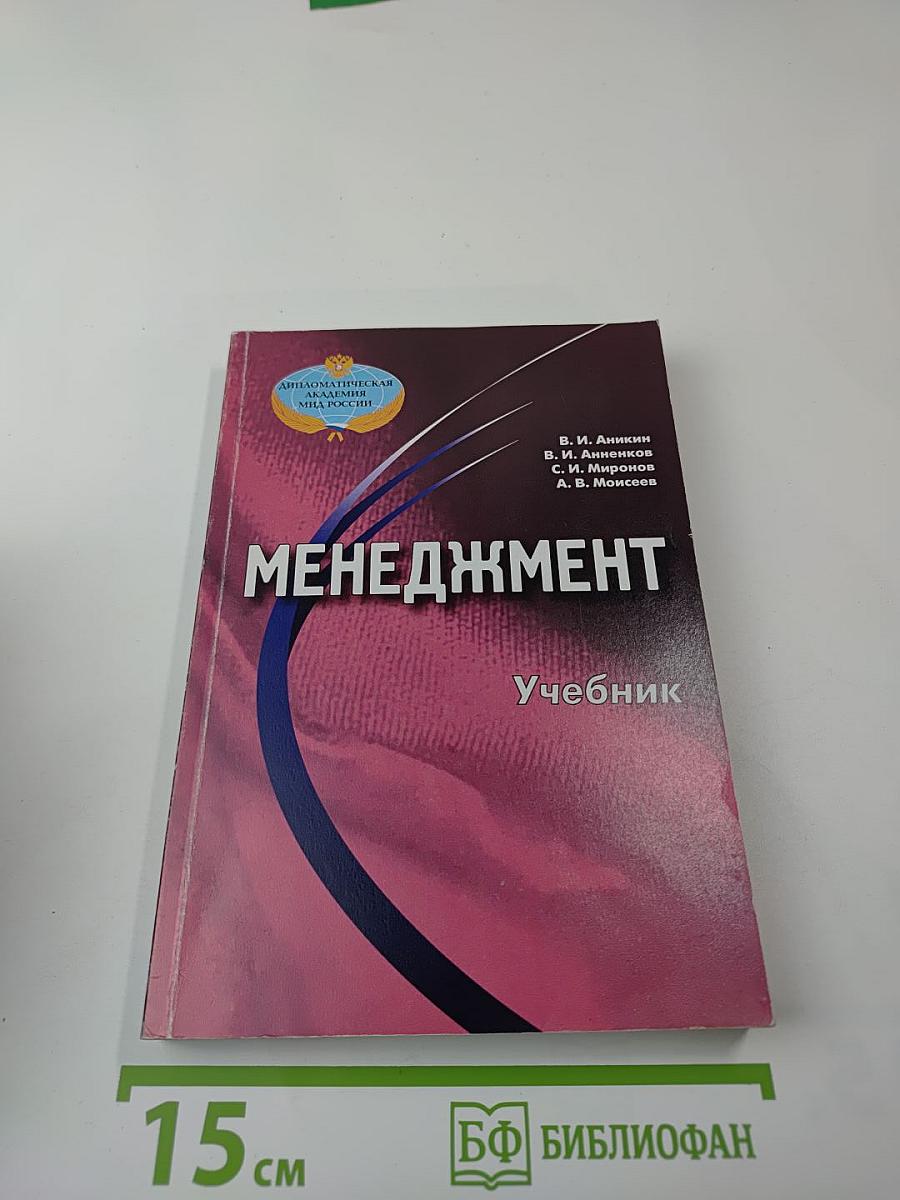 ДИПЛОМАТИЧЕСКАЯ
АКАДЕМИЯ
МИД РОССИИ
В. И. Аникин
В. И. Анненков
С. И. Миронов
А. В. Моисеев
МЕНЕДЖМЕНТ
Учебник
15 см
БФ БИБЛИОФАН